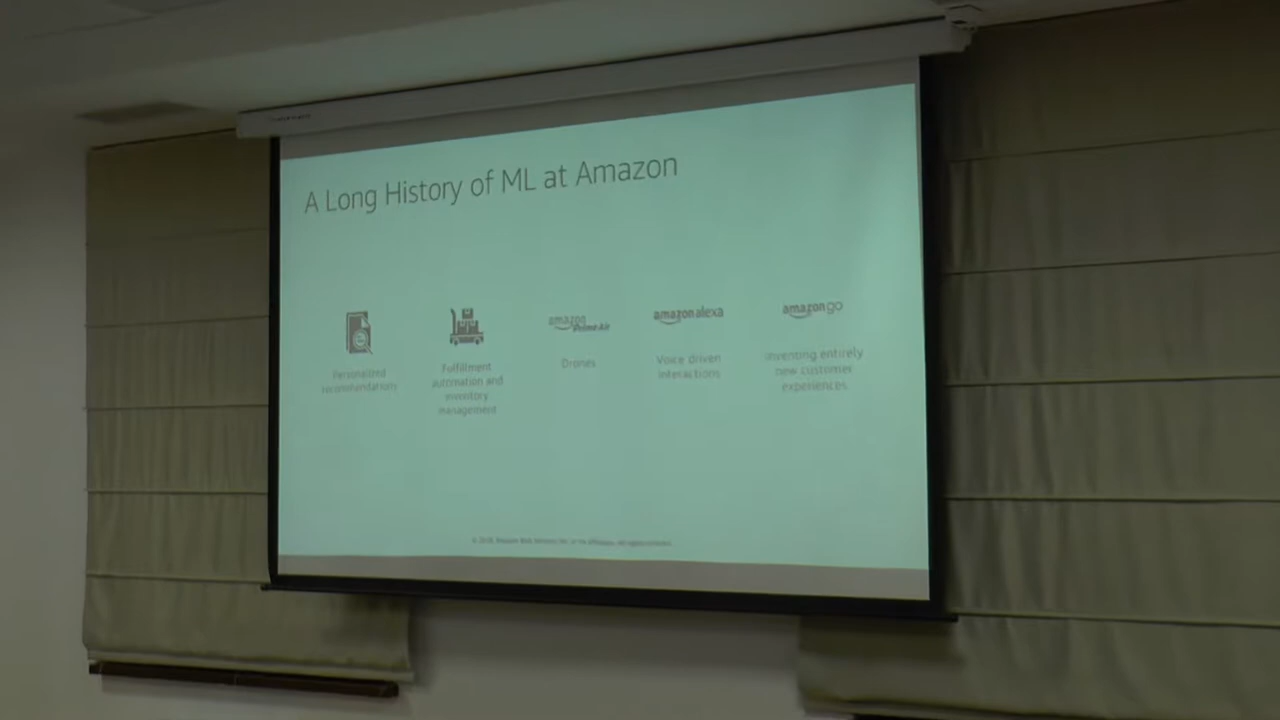 A Long History of ML at Amazon
Personalized
recommendations
Fulfillment
automation and
inventory
management
amazon
Prime Air
Drones
amazon alexa
Voice driven
interactions
amazon go
Inventing entirely
new customer
experiences